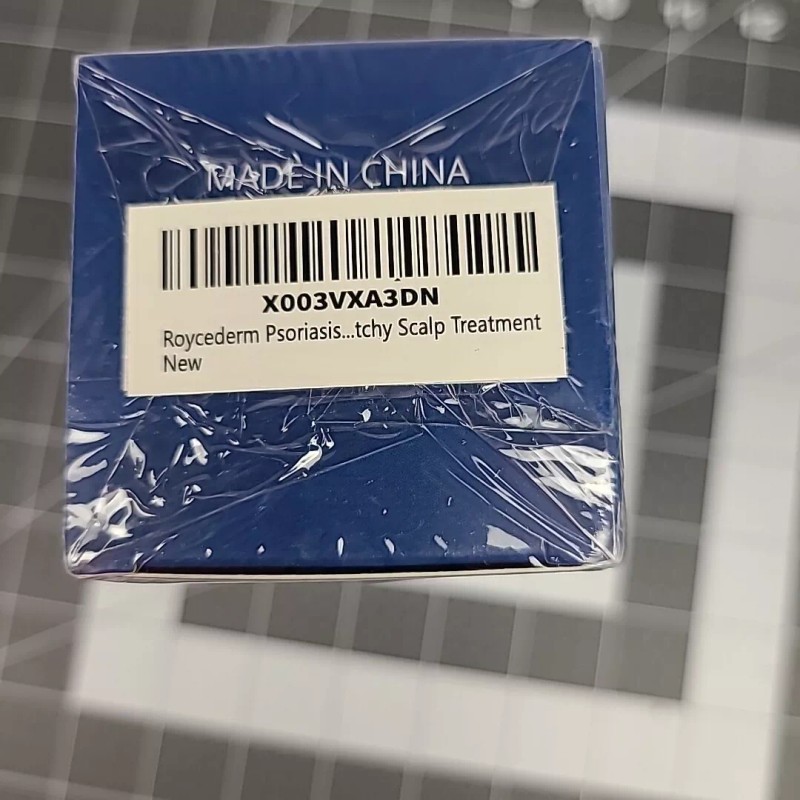 MADE IN CHINA
X003VXA3DN
Roycederm Psoriasis...tchy Scalp Treatment
New